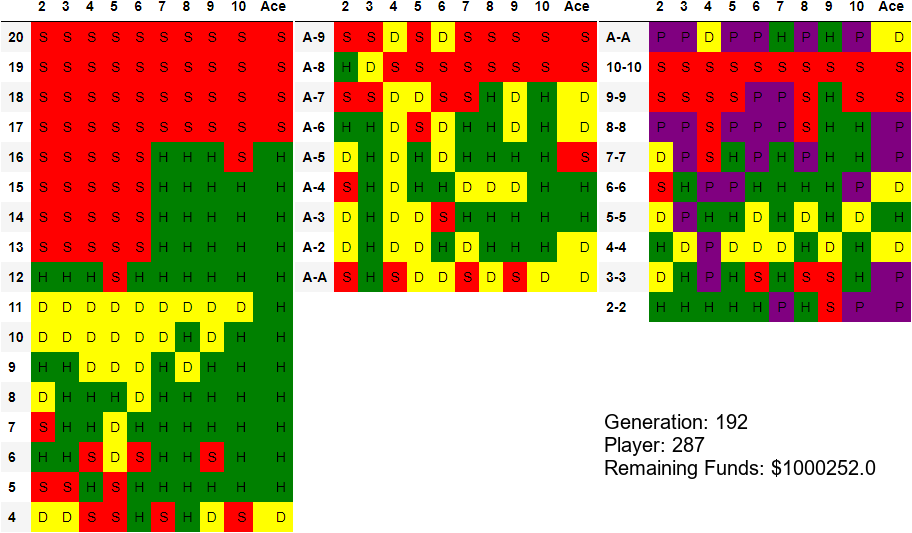 2 3 4 5 6 7 8 9 10 Ace
20 S S S S S S S S S S
19 S S S S S S S S S S
18 S S S S S S S S S S
17 S S S S S S S S S S
16 S S S S S H H H S H
15 S S S S S H H H H H
14 S S S S S H H H H H
13 S S S S S H H H H H
12 H H H S H H H H H H
11 D D D D D D D D D H
10 D D D D D D H D H H
9 H H D D D H D H H H
8 D H H H D H H H H H
7 S H H D H H H H H H
6 H H S D S H H S H H
5 S S H S H H H H H H
4 D D S S H S H D S D
2 3 4 5 6 7 8 9 10 Ace
A-9 S S D S D S S S S S
A-8 H D S S S S S S S S
A-7 S S D D S S H D H D
A-6 H H D S D H H D H D
A-5 D H D H D H H H H S
A-4 S H D H H D D D H H
A-3 D H D D S H H H H H
A-2 D H D D H D H H H D
A-A S H S D D S D S D D
2 3 4 5 6 7 8 9 10 Ace
A-A P P D P P H P H P D
10-10 S S S S S S S S S S
9-9 S S S S P P S H S S
8-8 P P S P P P S H H P
7-7 D P S H P H P H H P
6-6 S H P P H H H H P D
5-5 D P H H D H D H D H
4-4 H D P D D D H D H D
3-3 D H P H S H S S H P
2-2 H H H H H P H S P P
Generation: 192
Player: 287
Remaining Funds: $1000252.0